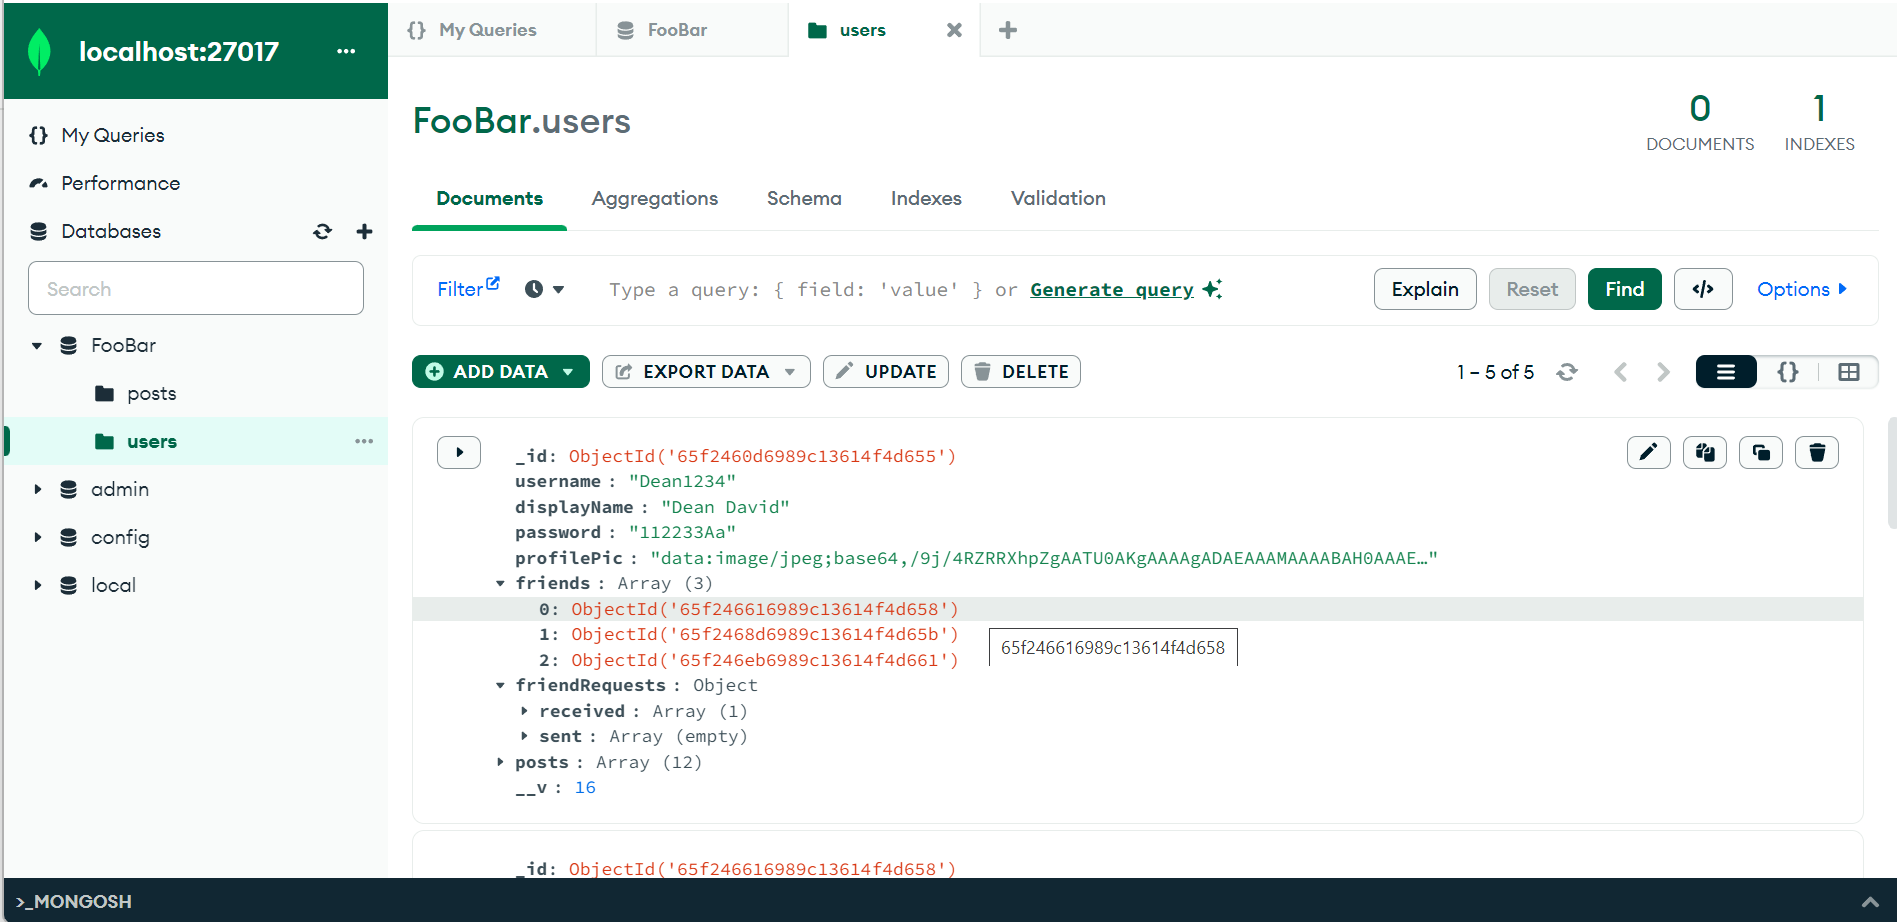 localhost:27017 ...
My Queries
Performance
Databases
Search
FooBar
posts
users ...
admin
config
local
My Queries FooBar users
FooBar.users
0 DOCUMENTS
1 INDEXES
Documents Aggregations Schema Indexes Validation
Filter Type a query: { field: 'value' } or Generate query Explain Reset Find </> Options
ADD DATA EXPORT DATA UPDATE DELETE 1 – 5 of 5 {}
_id: ObjectId('65f2460d6989c13614f4d655')
username : "Dean1234"
displayName : "Dean David"
password : "112233Aa"
profilePic : "data:image/jpeg;base64,/9j/4RZRRXhpZgAATU0AKgAAAAgADAEAAAMAAAABAH0AAAE…"
friends : Array (3)
0: ObjectId('65f246616989c13614f4d658')
1: ObjectId('65f2468d6989c13614f4d65b')
65f246616989c13614f4d658
2: ObjectId('65f246eb6989c13614f4d661')
friendRequests : Object
received : Array (1)
sent : Array (empty)
posts : Array (12)
__v : 16
_id: ObjectId('65f246616989c13614f4d658')
>_MONGOSH